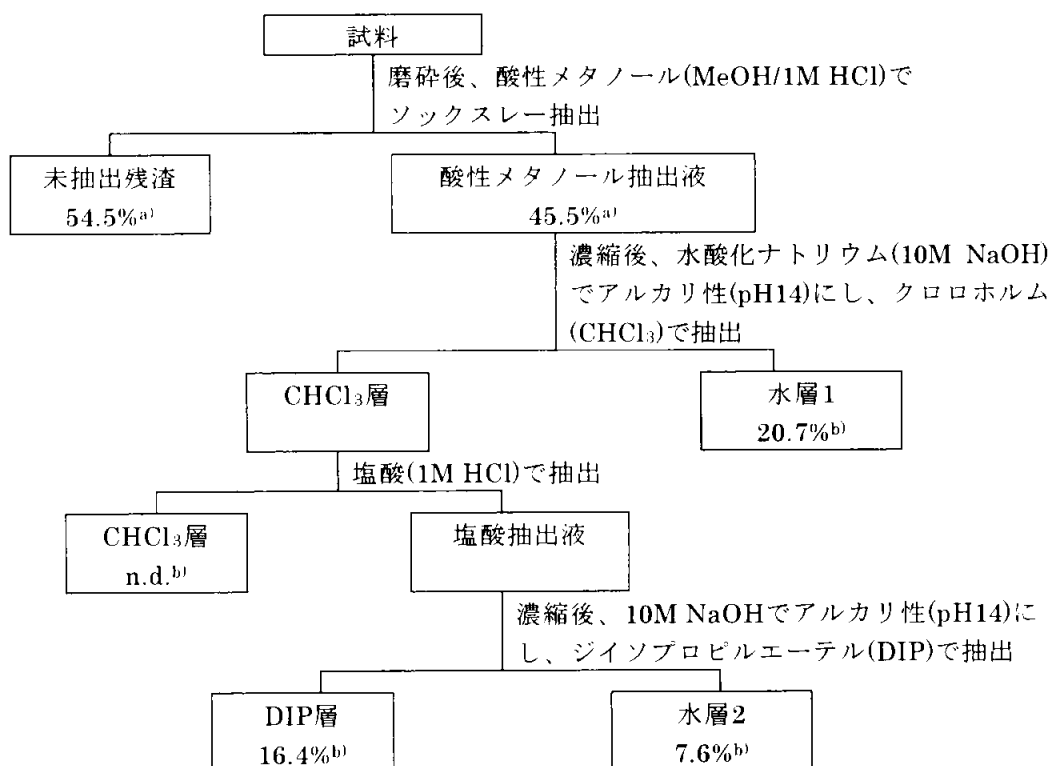 試料
磨砕後、酸性メタノール(MeOH/1M HCl)で
ソックスレー抽出
未抽出残渣
54.5%a)
酸性メタノール抽出液
45.5%a)
濃縮後、水酸化ナトリウム(10M NaOH)
でアルカリ性(pH14)にし、クロロホルム
(CHCl₃)で抽出
CHCl₃層
水層1
20.7%b)
塩酸(1M HCl)で抽出
CHCl₃層
n.d.b)
塩酸抽出液
濃縮後、10M NaOHでアルカリ性(pH14)に
し、ジイソプロピルエーテル(DIP)で抽出
DIP層
16.4%b)
水層2
7.6%b)